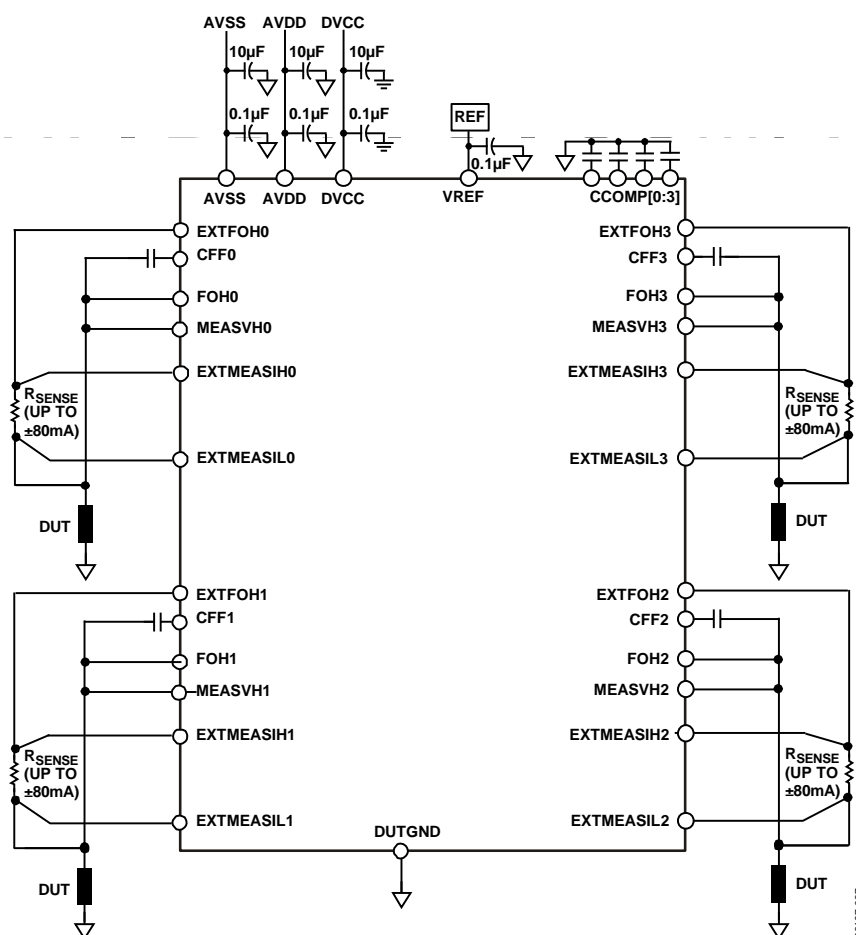 AVSS AVDD DVCC
10µF 10µF 10µF
0.1µF 0.1µF 0.1µF
REF
0.1µF
AVSS AVDD DVCC VREF CCOMP[0:3]
EXTFOH0 EXTFOH3
CFF0 CFF3
FOH0 FOH3
MEASVH0 MEASVH3
EXTMEASIH0 EXTMEASIH3
RSENSE RSENSE
(UP TO (UP TO
±80mA) ±80mA)
EXTMEASIL0 EXTMEASIL3
DUT DUT
EXTFOH1 EXTFOH2
CFF1 CFF2
FOH1 FOH2
MEASVH1 MEASVH2
EXTMEASIH1 EXTMEASIH2
RSENSE RSENSE
(UP TO (UP TO
±80mA) ±80mA)
EXTMEASIL1 EXTMEASIL2
DUTGND
DUT DUT